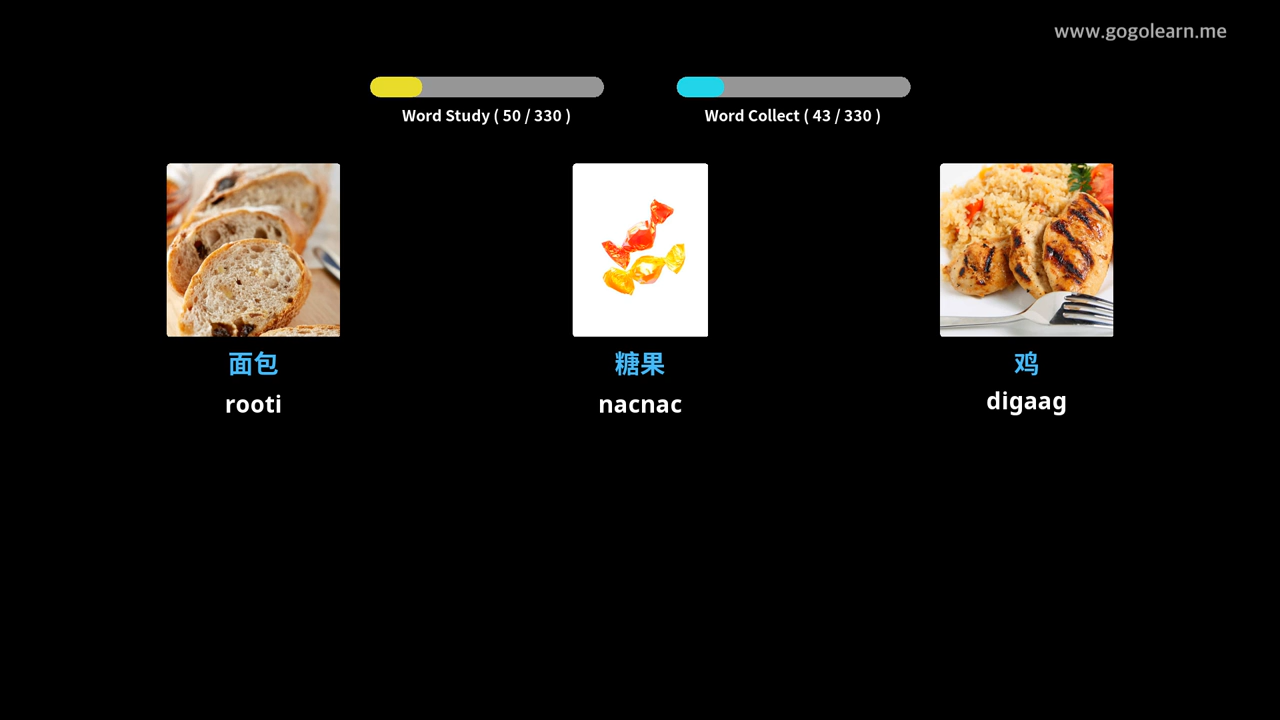 www.gogolearn.me
Word Study ( 50 / 330 )
Word Collect ( 43 / 330 )
面包
糖果
鸡
rooti
nacnac
digaag